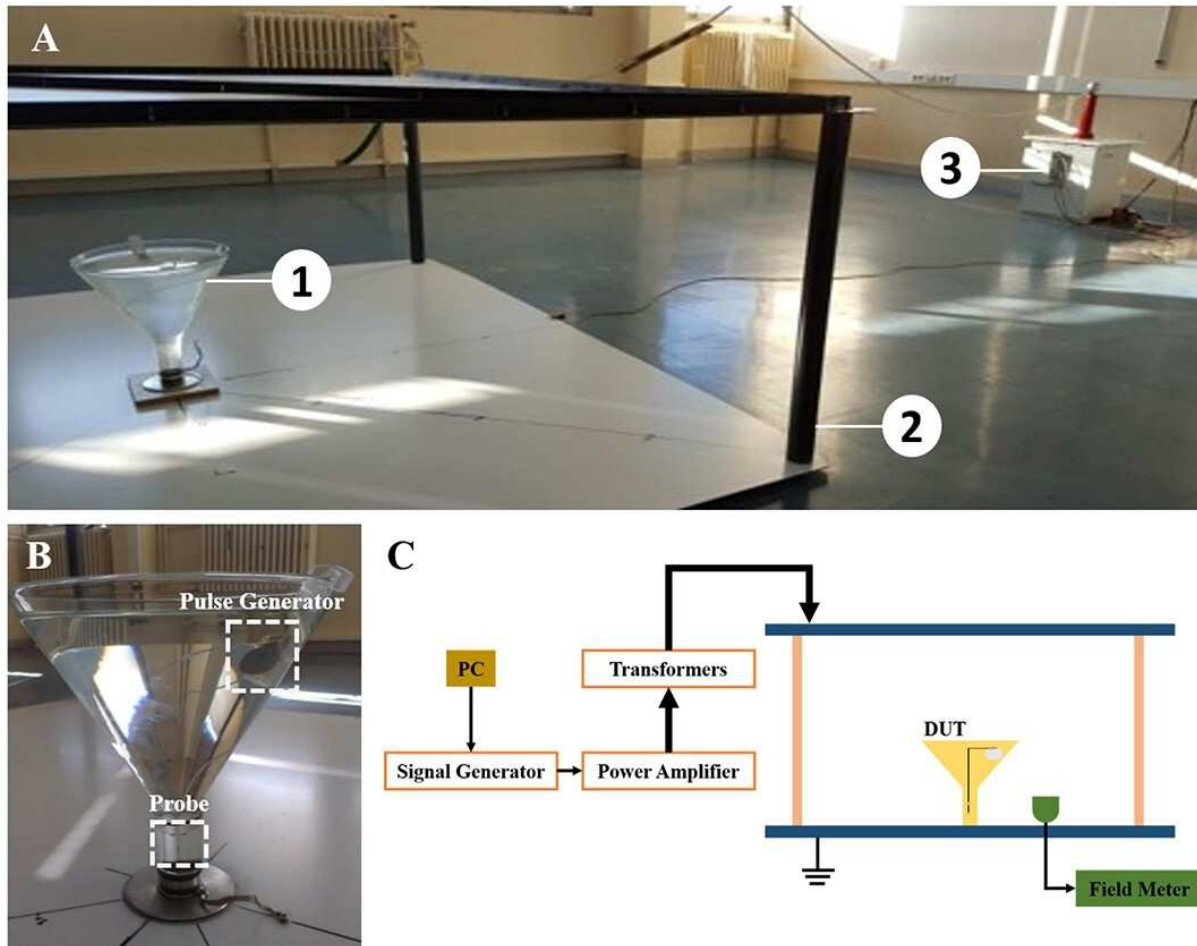 A
1
2
3
B
Pulse Generator
Probe
C
PC
Transformers
Signal Generator
Power Amplifier
DUT
Field Meter